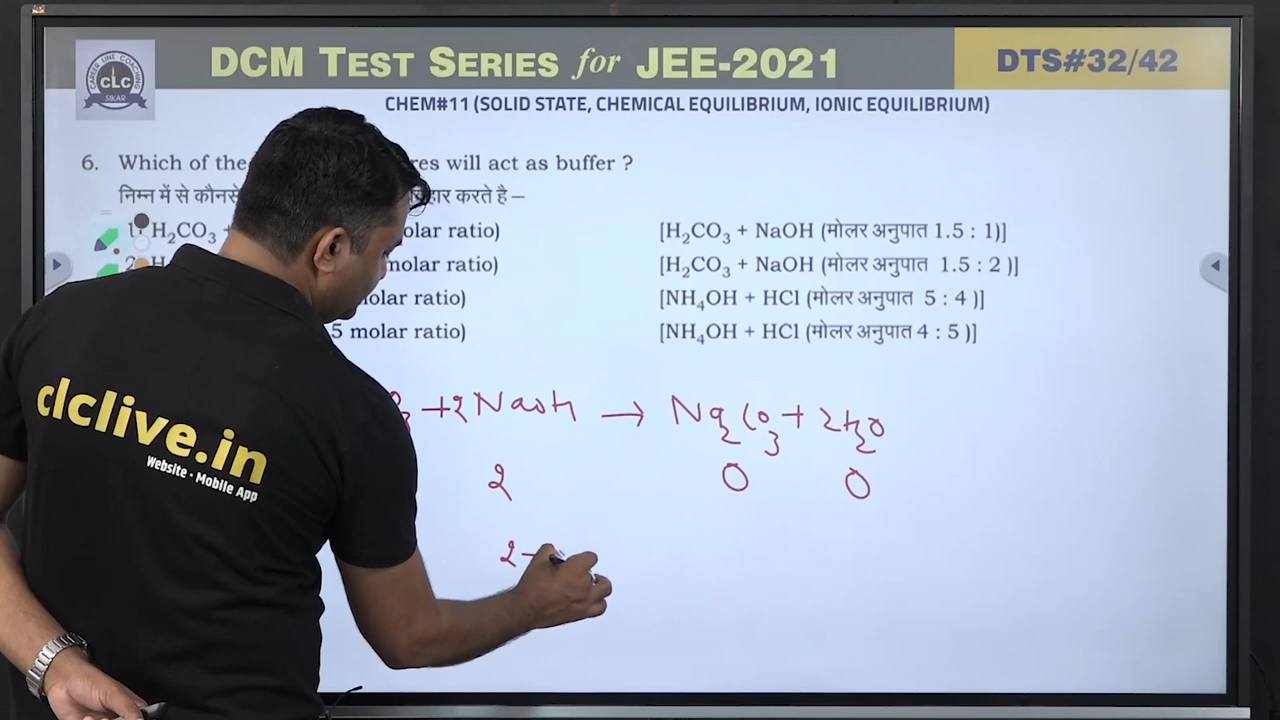 DCM TEST SERIES for JEE-2021
DTS#32/42
CAREER LINE COACHING
CLC
SIKAR
CHEM#11 (SOLID STATE, CHEMICAL EQUILIBRIUM, IONIC EQUILIBRIUM)
6. Which of the res will act as buffer ?
निम्न में से कौनसे करते है –
H₂CO₃ + olar ratio) [H₂CO₃ + NaOH (मोलर अनुपात 1.5 : 1)]
2 molar ratio) [H₂CO₃ + NaOH (मोलर अनुपात 1.5 : 2 )]
olar ratio) [NH₄OH + HCl (मोलर अनुपात 5 : 4 )]
5 molar ratio) [NH₄OH + HCl (मोलर अनुपात 4 : 5 )]
+2NaOH → Na₂CO₃ + 2H₂O
2 0 0
2 –
clclive.in
Website · Mobile App